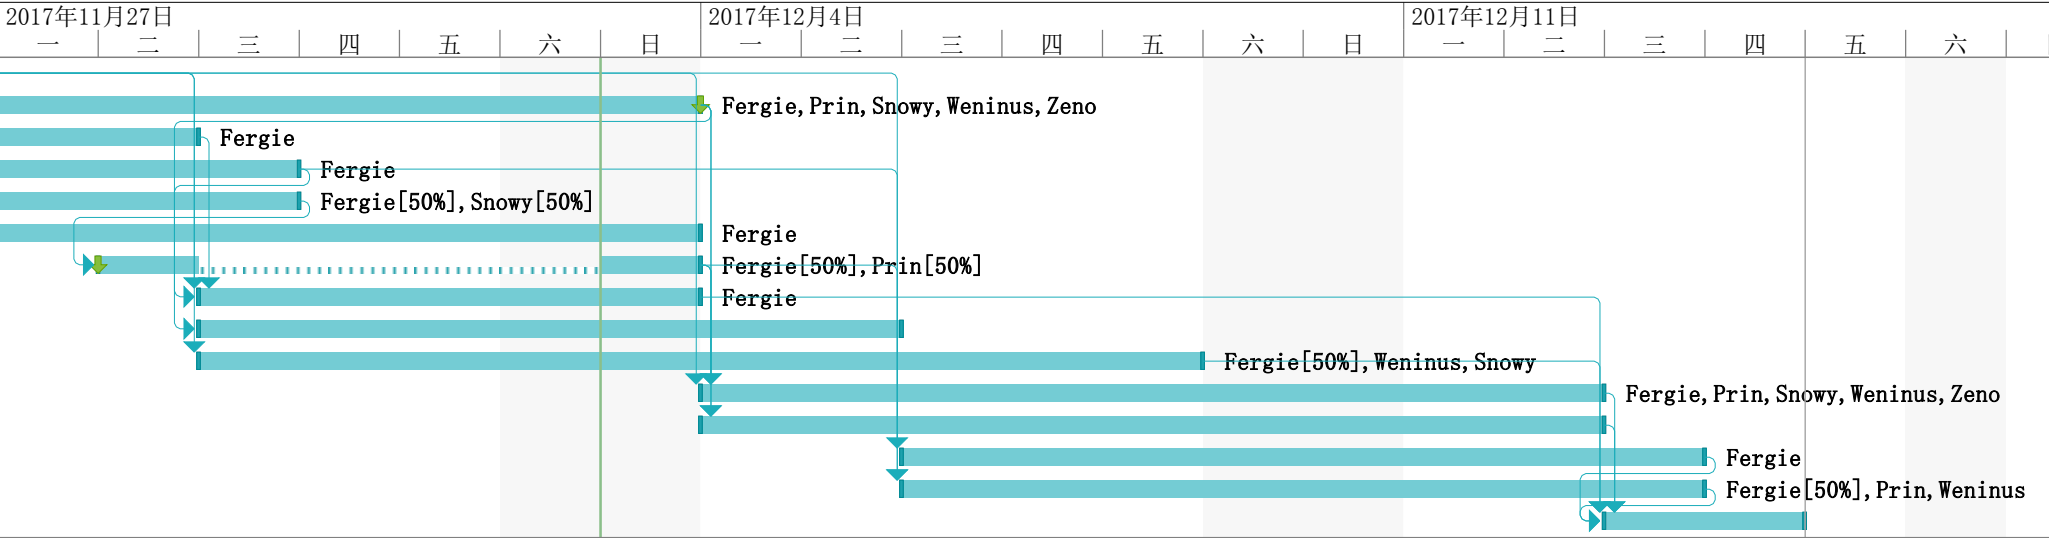 2017年11月27日 2017年12月4日 2017年12月11日
一 二 三 四 五 六 日 一 二 三 四 五 六 日 一 二 三 四 五 六
Fergie, Prin, Snowy, Weninus, Zeno
Fergie
Fergie
Fergie[50%], Snowy[50%]
Fergie
Fergie[50%], Prin[50%]
Fergie
Fergie[50%], Weninus, Snowy
Fergie, Prin, Snowy, Weninus, Zeno
Fergie
Fergie[50%], Prin, Weninus